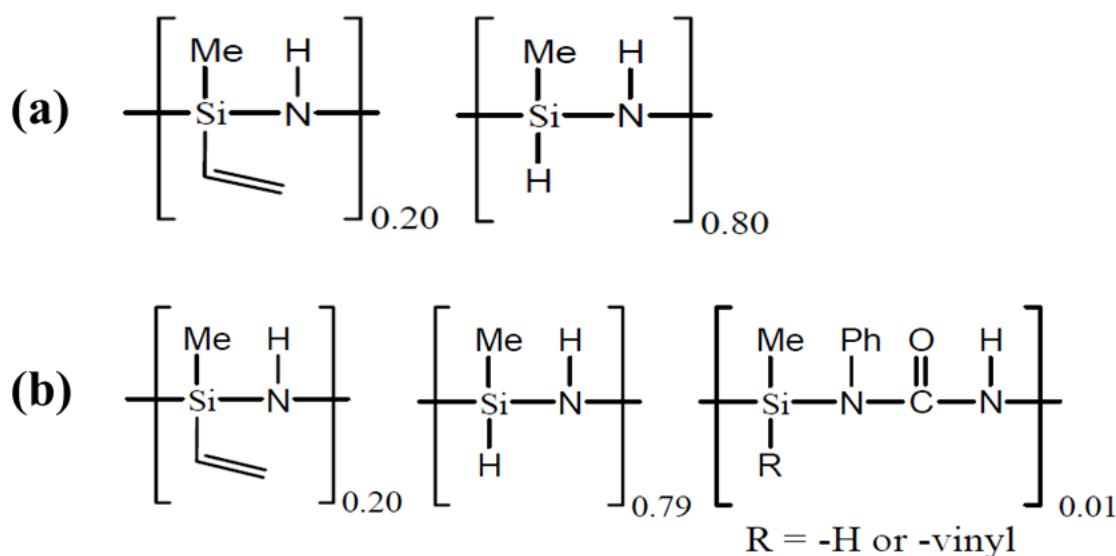 (a)
Me H
Si N
0.20
Me H
Si N
H
0.80
(b)
Me H
Si N
0.20
Me H
Si N
H
0.79
Me Ph O H
Si N C N
R
0.01
R = -H or -vinyl